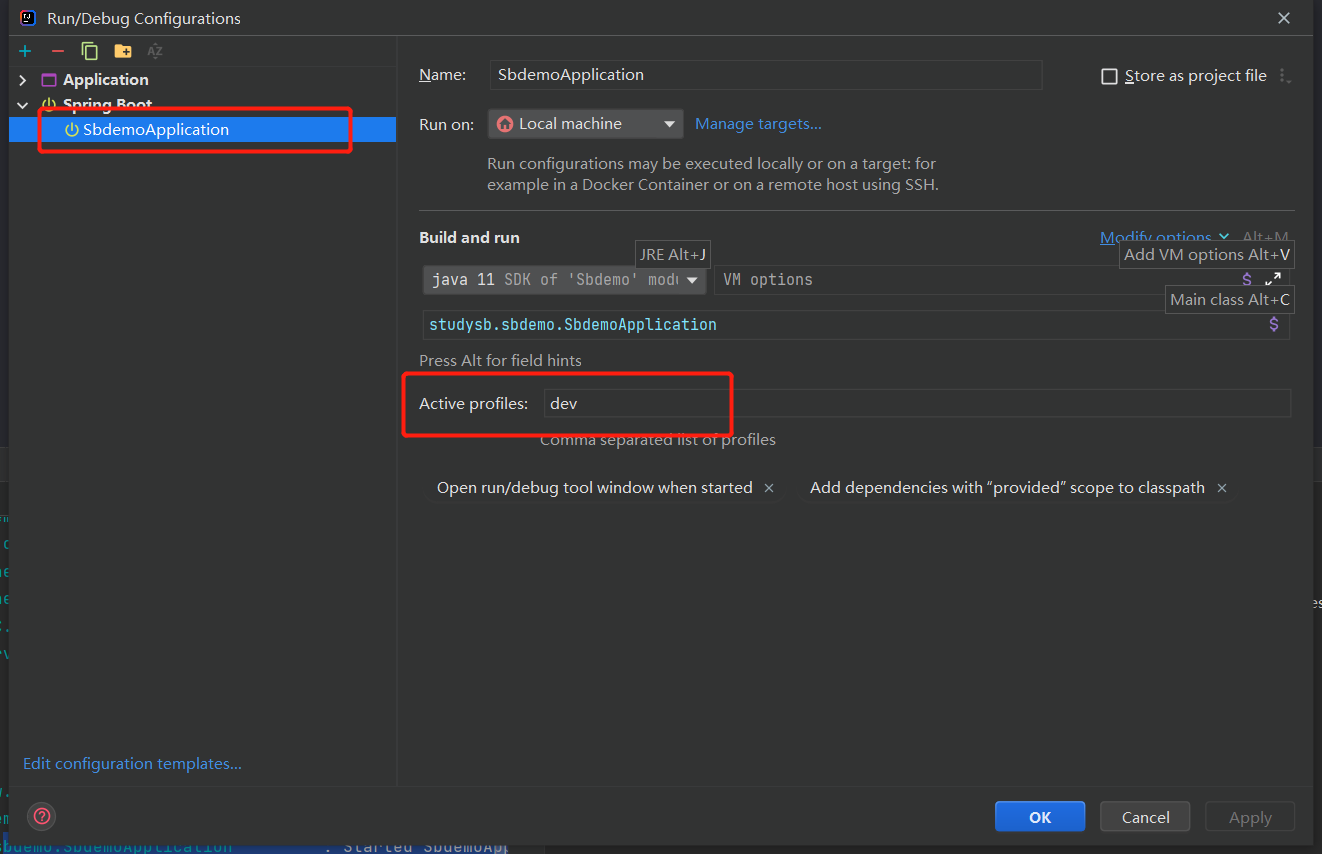 Run/Debug Configurations
Application
Spring Boot
SbdemoApplication
Edit configuration templates...
Name:
SbdemoApplication
Store as project file
Run on:
Local machine
Manage targets...
Run configurations may be executed locally or on a target: for
example in a Docker Container or on a remote host using SSH.
Build and run
Modify options
Alt+M
JRE Alt+J
Add VM options Alt+V
java 11 SDK of 'Sbdemo' modu
VM options
Main class Alt+C
studysb.sbdemo.SbdemoApplication
Press Alt for field hints
Active profiles:
dev
Comma separated list of profiles
Open run/debug tool window when started
Add dependencies with “provided” scope to classpath
OK
Cancel
Apply
sbdemo.SbdemoApplication : Started SbdemoApp